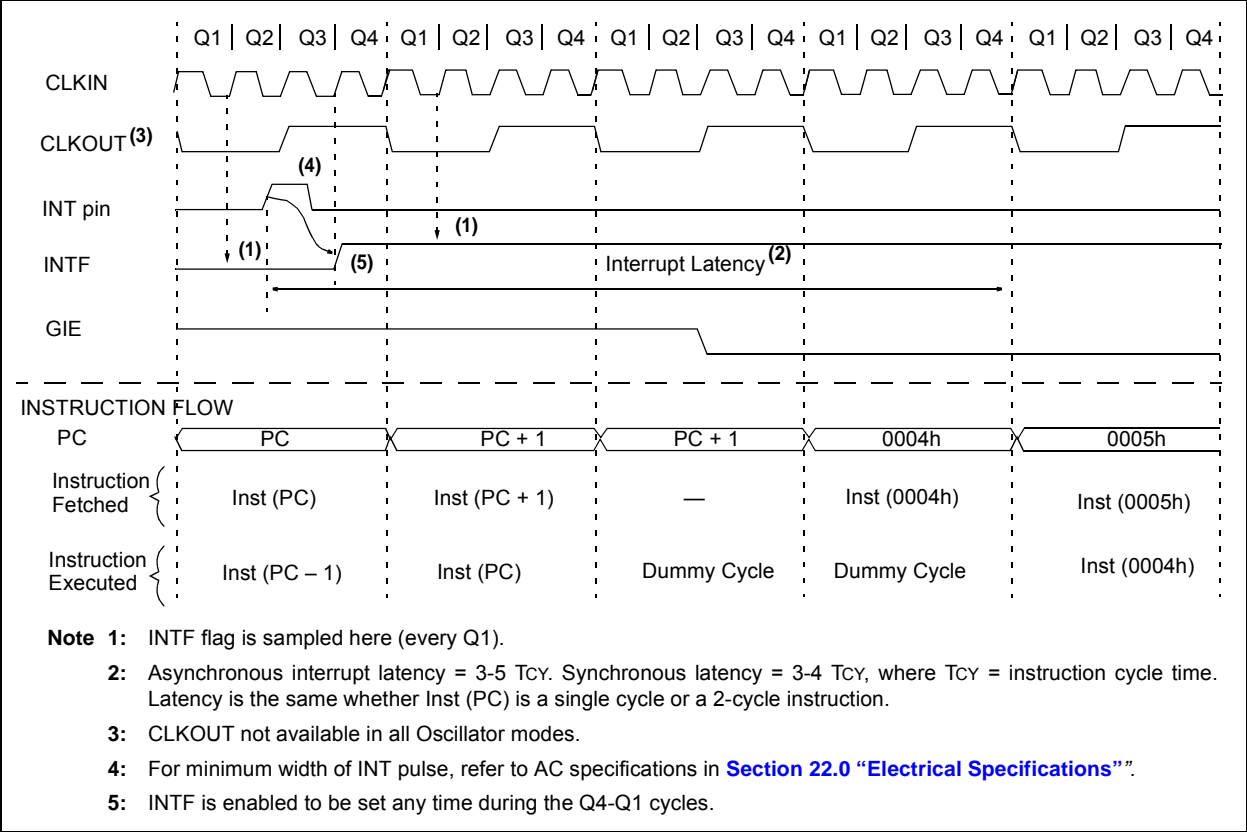 Q1 Q2 Q3 Q4 Q1 Q2 Q3 Q4 Q1 Q2 Q3 Q4 Q1 Q2 Q3 Q4 Q1 Q2 Q3 Q4
CLKIN
CLKOUT (3)
(4)
INT pin
(1)
(1)
INTF
(5)
Interrupt Latency (2)
GIE
INSTRUCTION FLOW
PC PC PC + 1 PC + 1 0004h 0005h
Instruction Fetched Inst (PC) Inst (PC + 1) — Inst (0004h) Inst (0005h)
Instruction Executed Inst (PC – 1) Inst (PC) Dummy Cycle Dummy Cycle Inst (0004h)
Note 1: INTF flag is sampled here (every Q1).
2: Asynchronous interrupt latency = 3-5 TCY. Synchronous latency = 3-4 TCY, where TCY = instruction cycle time.
Latency is the same whether Inst (PC) is a single cycle or a 2-cycle instruction.
3: CLKOUT not available in all Oscillator modes.
4: For minimum width of INT pulse, refer to AC specifications in Section 22.0 “Electrical Specifications””.
5: INTF is enabled to be set any time during the Q4-Q1 cycles.